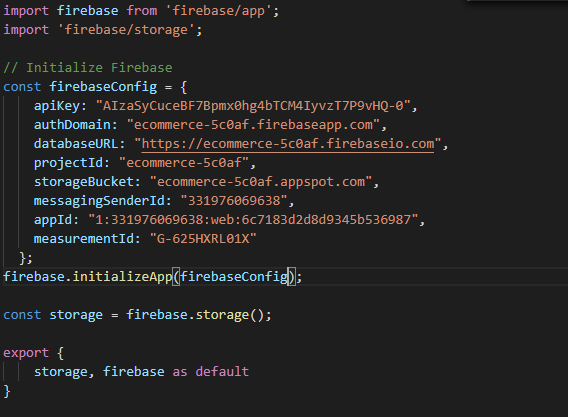 import firebase from 'firebase/app';
import 'firebase/storage';
// Initialize Firebase
const firebaseConfig = {
apiKey: "AIzaSyCuceBF7Bpmx0hg4bTCM4IyvzT7P9vHQ-0",
authDomain: "ecommerce-5c0af.firebaseapp.com",
databaseURL: "https://ecommerce-5c0af.firebaseio.com",
projectId: "ecommerce-5c0af",
storageBucket: "ecommerce-5c0af.appspot.com",
messagingSenderId: "331976069638",
appId: "1:331976069638:web:6c7183d2d8d9345b536987",
measurementId: "G-625HXRL01X"
};
firebase.initializeApp(firebaseConfig);
const storage = firebase.storage();
export {
storage, firebase as default
}